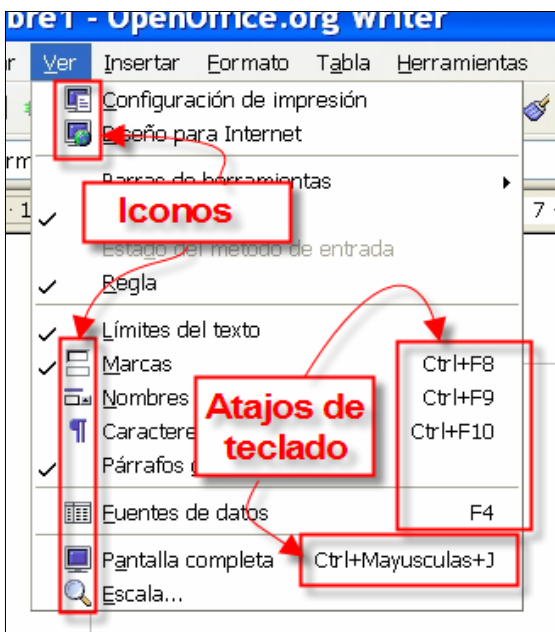 bre1 - OpenOffice.org Writer
Ver Insertar Formato Tabla Herramientas
Configuración de impresión
Diseño para Internet
Barras de herramientas
1
7
Iconos
Estado del método de entrada
Regla
Límites del texto
Marcas Ctrl+F8
Nombres Ctrl+F9
Caractere Ctrl+F10
Atajos de
teclado
Párrafos
Fuentes de datos F4
Pantalla completa Ctrl+Mayusculas+J
Escala...